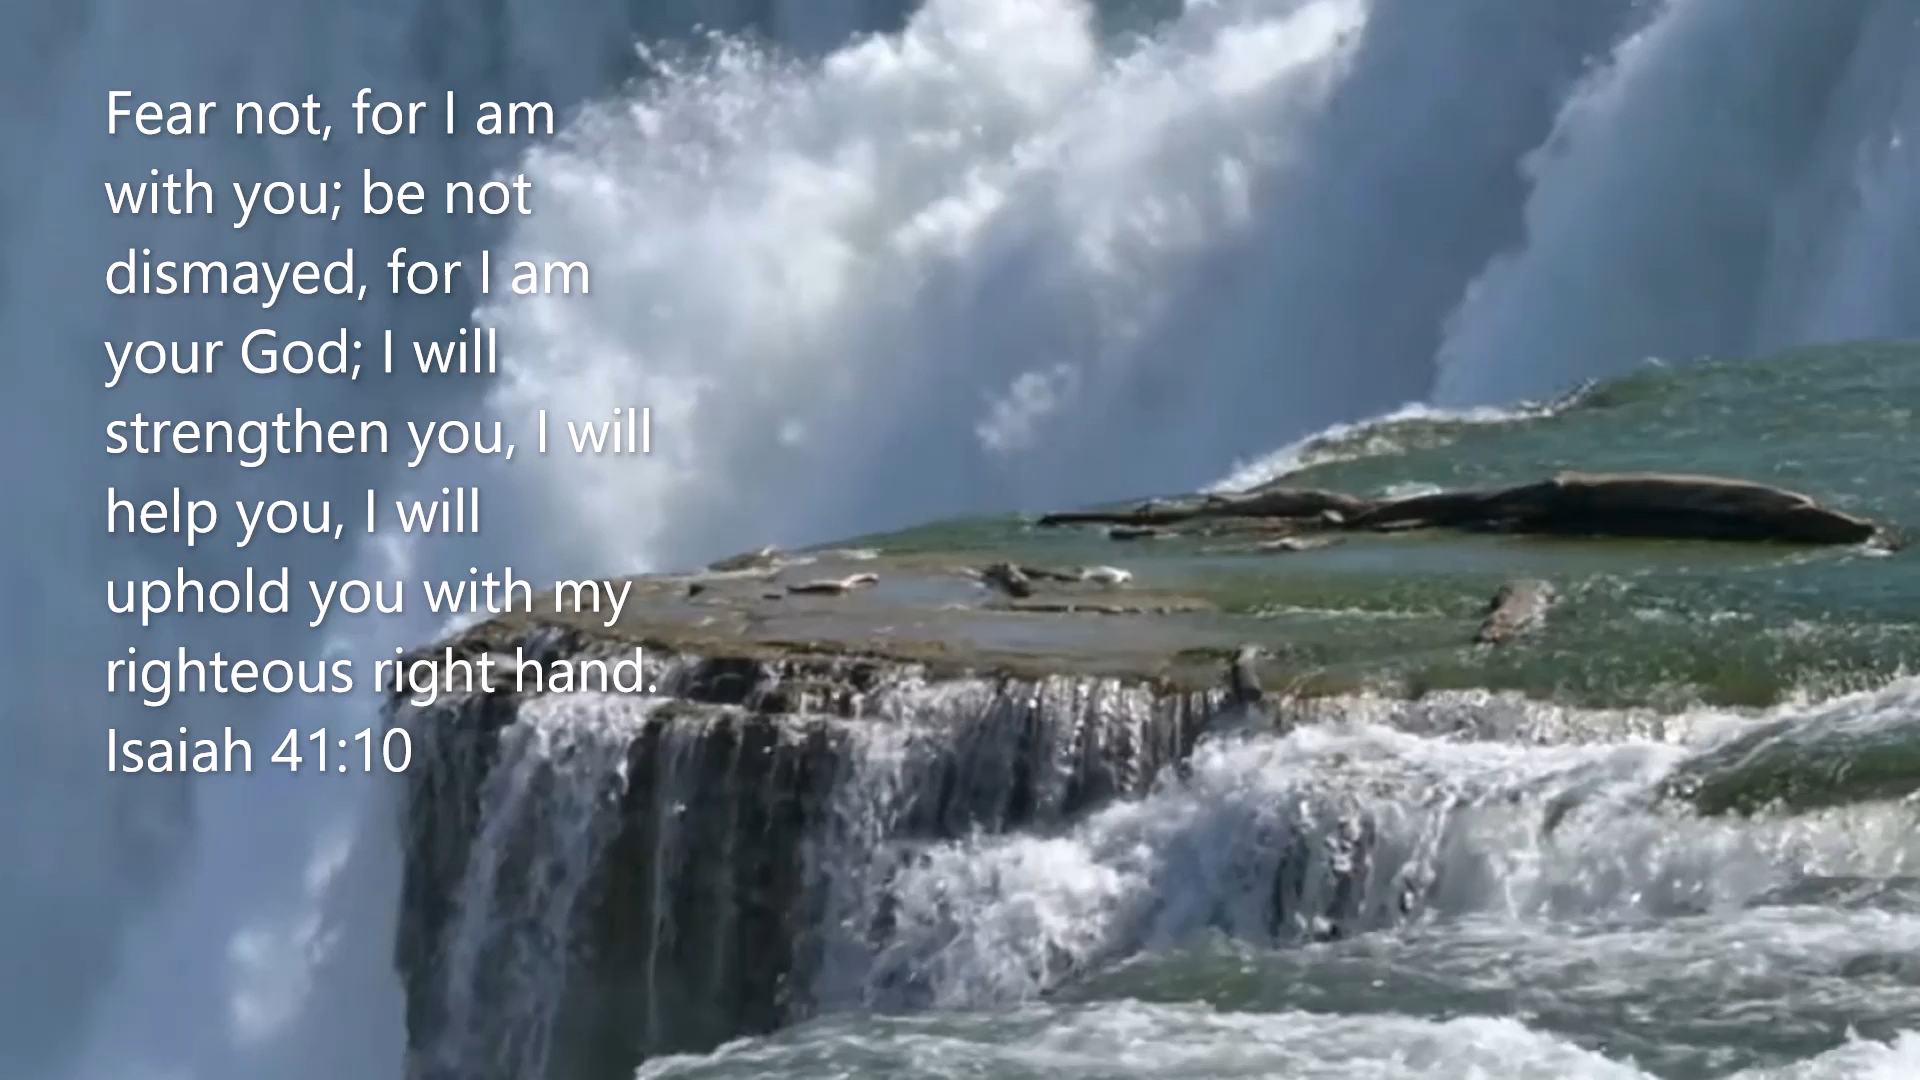 Fear not, for I am
with you; be not
dismayed, for I am
your God; I will
strengthen you, I will
help you, I will
uphold you with my
righteous right hand.
Isaiah 41:10